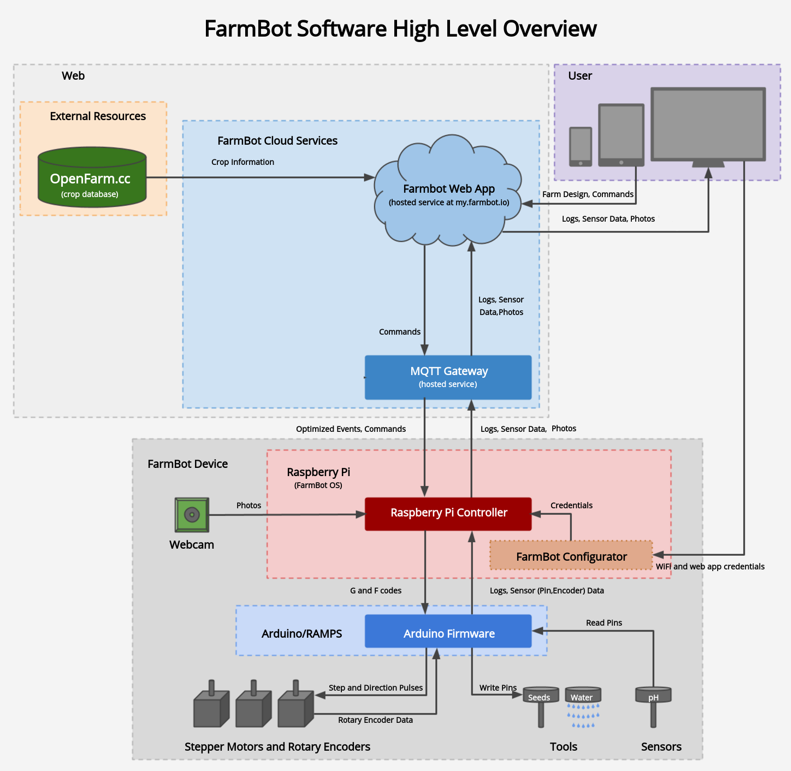 FarmBot Software High Level Overview
Web
User
External Resources
OpenFarm.cc
(crop database)
FarmBot Cloud Services
Crop Information
Farmbot Web App
(hosted service at my.farmbot.io)
Farm Design, Commands
Logs, Sensor Data, Photos
Logs, Sensor
Data,Photos
Commands
MQTT Gateway
(hosted service)
Optimized Events, Commands
Logs, Sensor Data, Photos
FarmBot Device
Raspberry Pi
(FarmBot OS)
Photos
Webcam
Raspberry Pi Controller
Credentials
FarmBot Configurator
WiFi and web app credentials
G and F codes
Logs, Sensor (Pin,Encoder) Data
Arduino/RAMPS
Arduino Firmware
Read Pins
Step and Direction Pulses
Rotary Encoder Data
Write Pins
Seeds
Water
pH
Stepper Motors and Rotary Encoders
Tools
Sensors